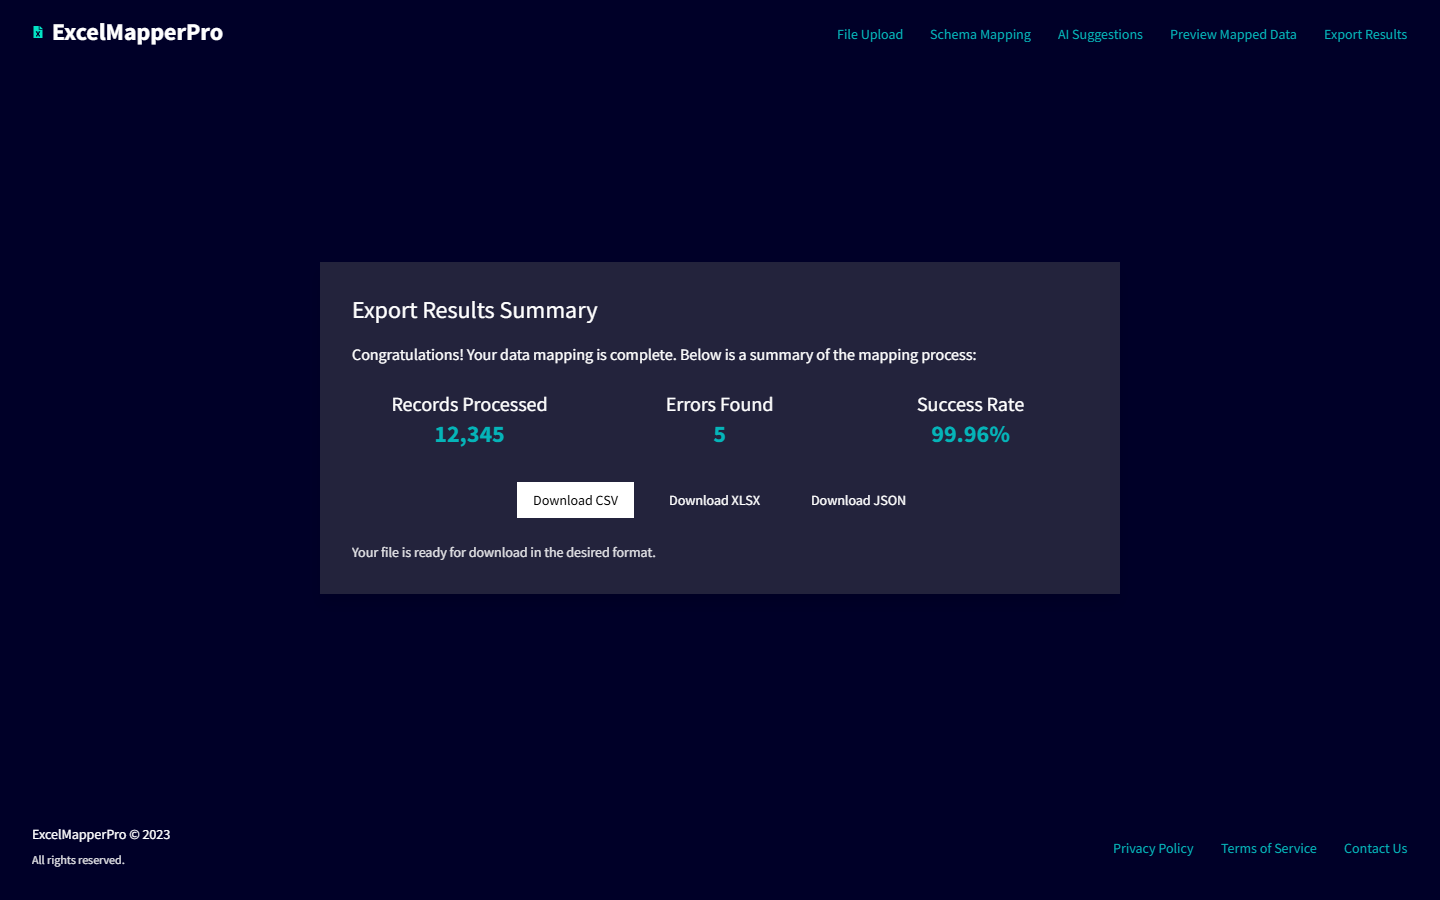 ExcelMapperPro
File Upload
Schema Mapping
AI Suggestions
Preview Mapped Data
Export Results
Export Results Summary
Congratulations! Your data mapping is complete. Below is a summary of the mapping process:
Records Processed
12,345
Errors Found
5
Success Rate
99.96%
Download CSV
Download XLSX
Download JSON
Your file is ready for download in the desired format.
ExcelMapperPro © 2023
All rights reserved.
Privacy Policy
Terms of Service
Contact Us